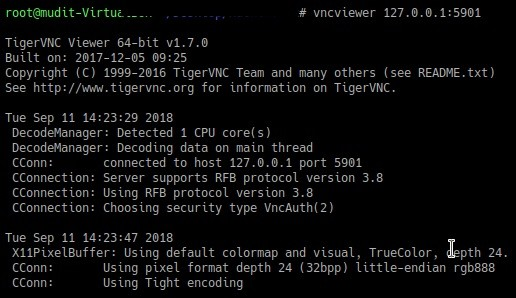 root@mudit-Virtua # vncviewer 127.0.0.1:5901
TigerVNC Viewer 64-bit v1.7.0
Built on: 2017-12-05 09:25
Copyright (C) 1999-2016 TigerVNC Team and many others (see README.txt)
See http://www.tigervnc.org for information on TigerVNC.
Tue Sep 11 14:23:29 2018
DecodeManager: Detected 1 CPU core(s)
DecodeManager: Decoding data on main thread
CConn: connected to host 127.0.0.1 port 5901
CConnection: Server supports RFB protocol version 3.8
CConnection: Using RFB protocol version 3.8
CConnection: Choosing security type VncAuth(2)
Tue Sep 11 14:23:47 2018
X11PixelBuffer: Using default colormap and visual, TrueColor, depth 24.
CConn: Using pixel format depth 24 (32bpp) little-endian rgb888
CConn: Using Tight encoding